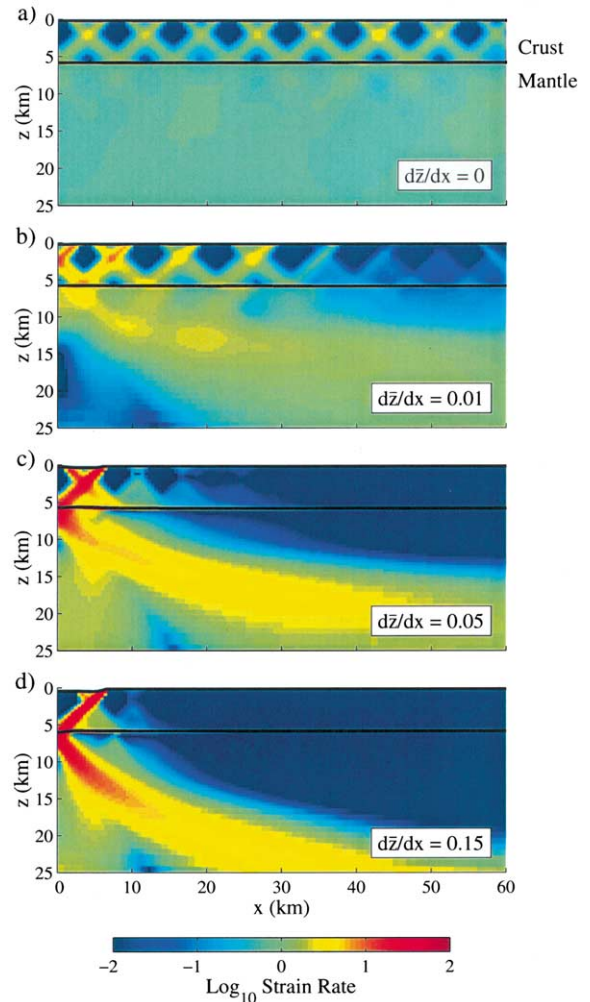 a)
0
5
10
15
20
25
z (km)
Crust
Mantle
dz̄/dx = 0
b)
0
5
10
15
20
25
z (km)
dz̄/dx = 0.01
c)
0
5
10
15
20
25
z (km)
dz̄/dx = 0.05
d)
0
5
10
15
20
25
z (km)
dz̄/dx = 0.15
0 10 20 30 40 50 60
x (km)
−2 −1 0 1 2
Log10 Strain Rate